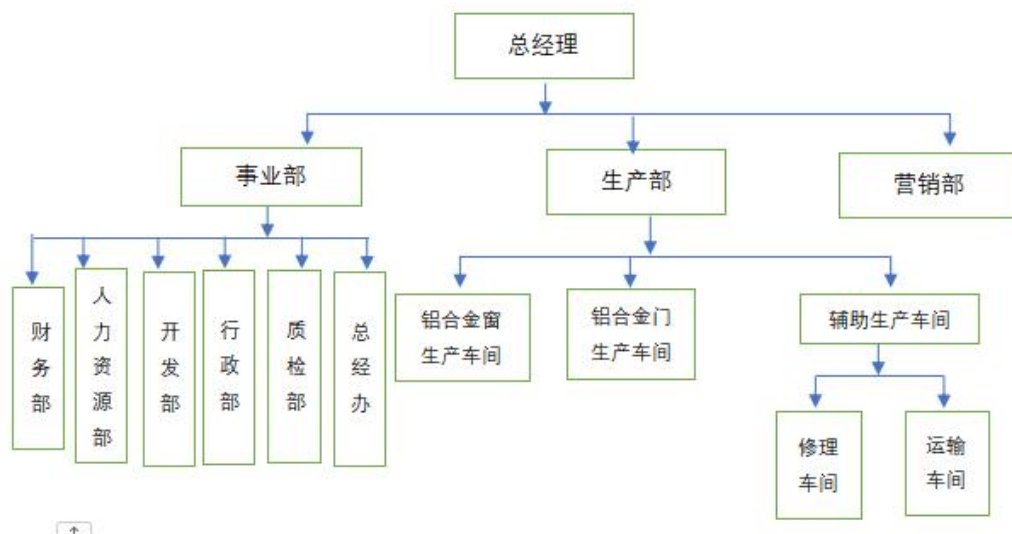 总经理
事业部
生产部
营销部
财务部
人力资源部
开发部
行政部
质检部
总经办
铝合金窗
生产车间
铝合金门
生产车间
辅助生产车间
修理
车间
运输
车间